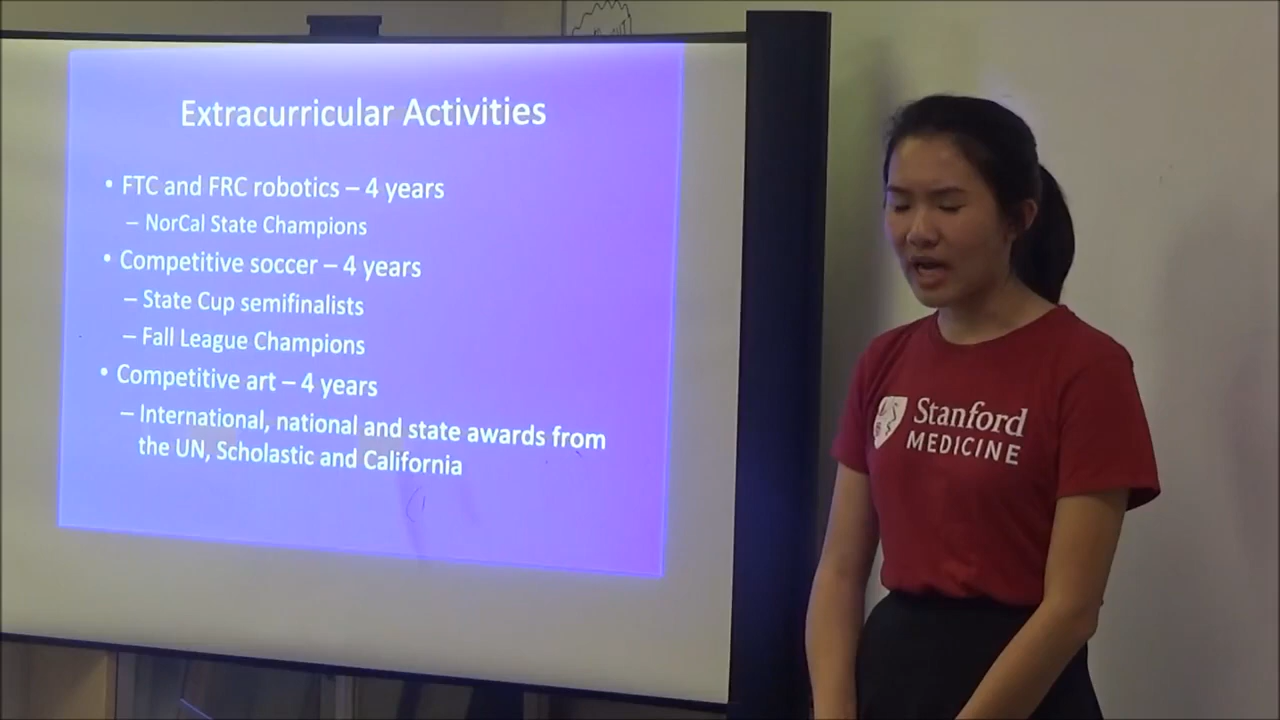 Extracurricular Activities
• FTC and FRC robotics – 4 years
– NorCal State Champions
• Competitive soccer – 4 years
– State Cup semifinalists
– Fall League Champions
• Competitive art – 4 years
– International, national and state awards from
the UN, Scholastic and California
Stanford
MEDICINE